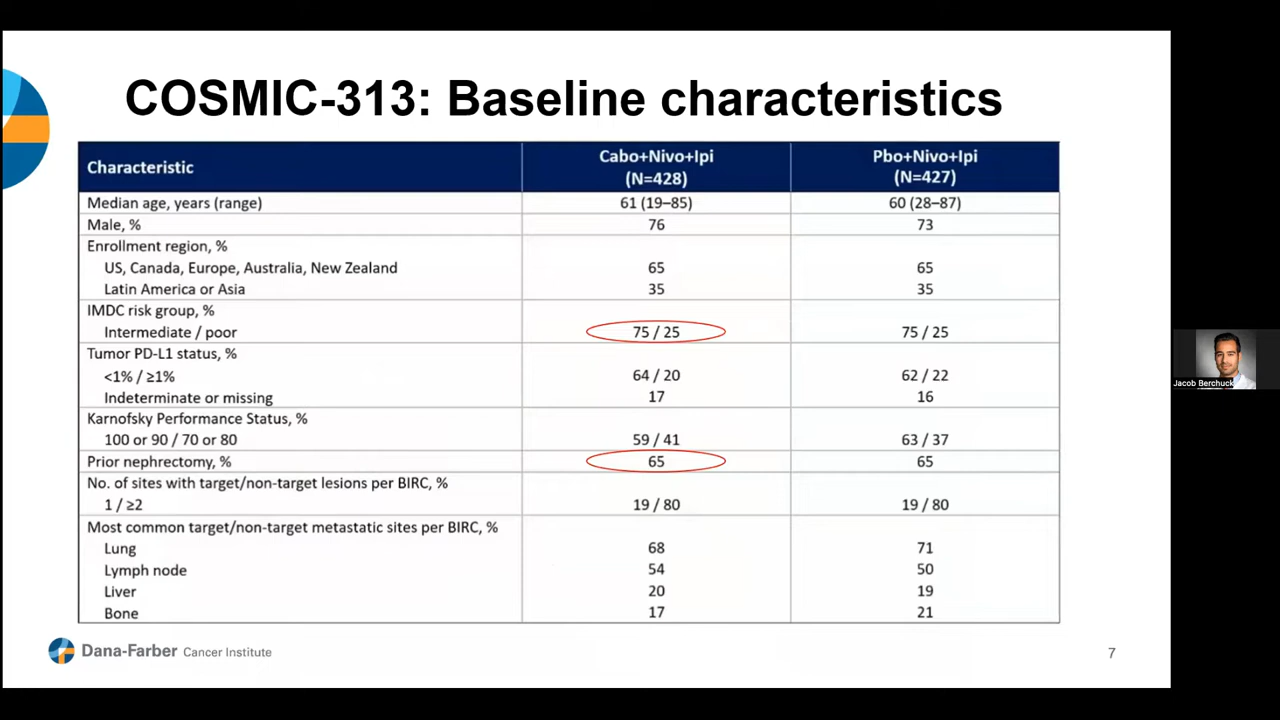 COSMIC-313: Baseline characteristics
Characteristic Cabo+Nivo+Ipi (N=428) Pbo+Nivo+Ipi (N=427)
Median age, years (range) 61 (19–85) 60 (28–87)
Male, % 76 73
Enrollment region, %
US, Canada, Europe, Australia, New Zealand 65 65
Latin America or Asia 35 35
IMDC risk group, %
Intermediate / poor 75 / 25 75 / 25
Tumor PD-L1 status, %
<1% / ≥1% 64 / 20 62 / 22
Indeterminate or missing 17 16
Karnofsky Performance Status, %
100 or 90 / 70 or 80 59 / 41 63 / 37
Prior nephrectomy, % 65 65
No. of sites with target/non-target lesions per BIRC, %
1 / ≥2 19 / 80 19 / 80
Most common target/non-target metastatic sites per BIRC, %
Lung 68 71
Lymph node 54 50
Liver 20 19
Bone 17 21
Dana-Farber Cancer Institute
7
Jacob Berchuck